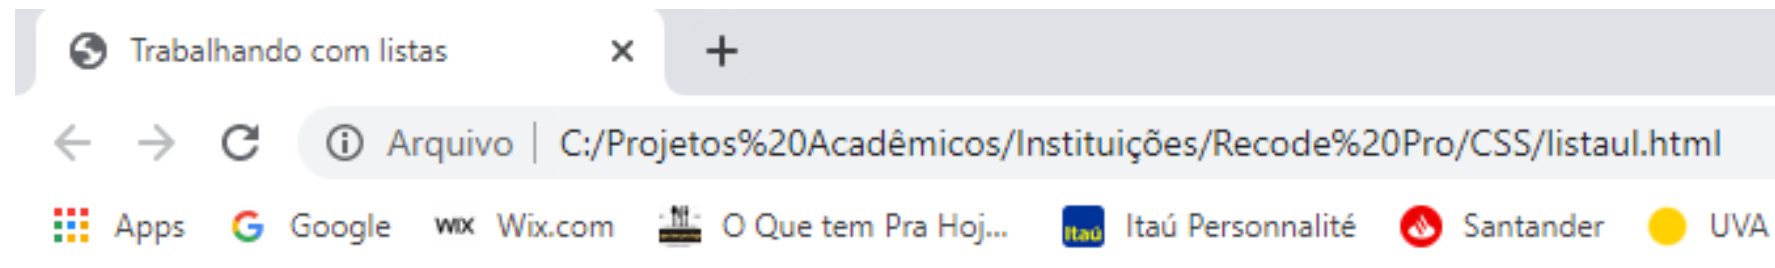 Trabalhando com listas
Arquivo C:/Projetos%20Acadêmicos/Instituições/Recode%20Pro/CSS/listaul.html
Apps Google WIX Wix.com O Que tem Pra Hoj... Itaú Itaú Personnalité Santander UVA